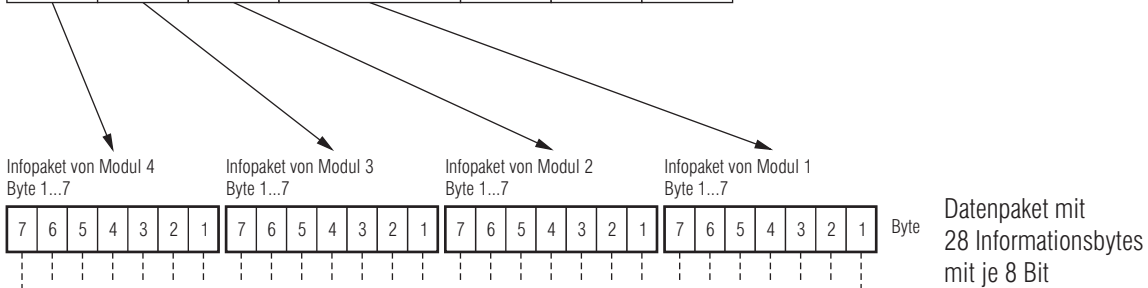 Infopaket von Modul 4
Byte 1...7
Infopaket von Modul 3
Byte 1...7
Infopaket von Modul 2
Byte 1...7
Infopaket von Modul 1
Byte 1...7
7 6 5 4 3 2 1 7 6 5 4 3 2 1 7 6 5 4 3 2 1 7 6 5 4 3 2 1 Byte
Datenpaket mit
28 Informationsbytes
mit je 8 Bit